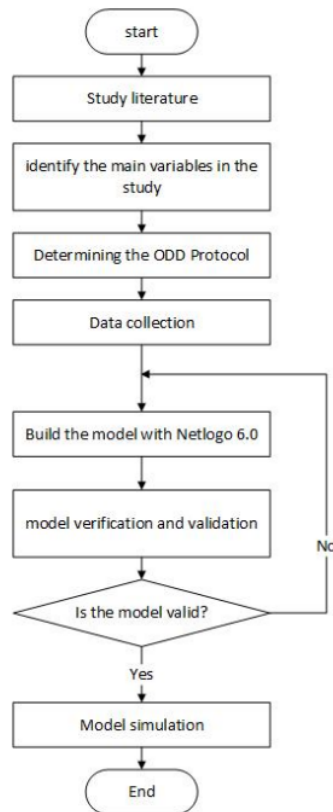 start
Study literature
identify the main variables in the
study
Determining the ODD Protocol
Data collection
Build the model with Netlogo 6.0
model verification and validation
No
Is the model valid?
Yes
Model simulation
End